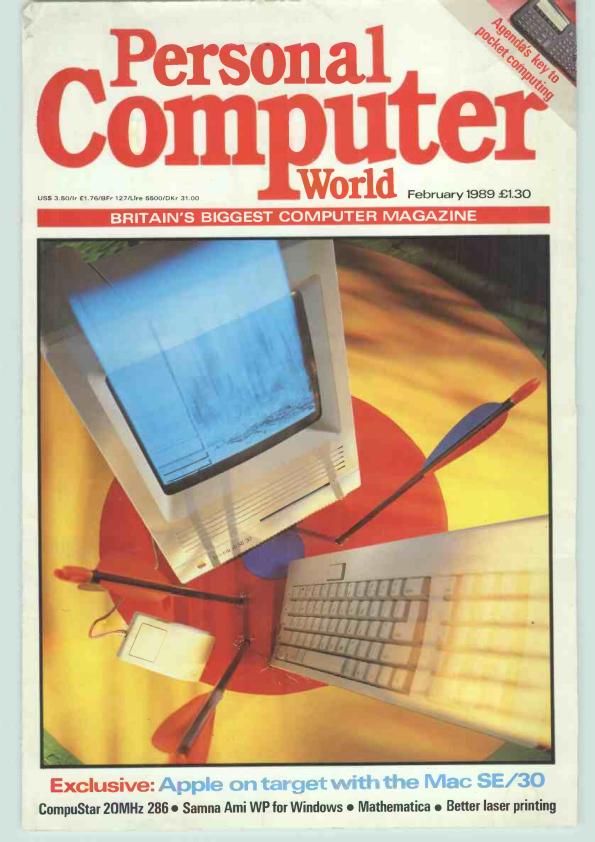 Agenda's key to
pocket computing
Personal
Computer
World
US$ 3.50/Ir £1.76/BFr 127/Lire 5500/DKr 31.00
February 1989 £1.30
BRITAIN'S BIGGEST COMPUTER MAGAZINE
Exclusive: Apple on target with the Mac SE/30
CompuStar 20MHz 286 • Samna Ami WP for Windows • Mathematica • Better laser printing